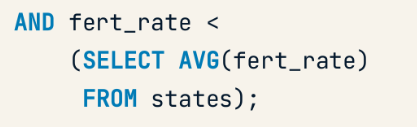 AND fert_rate <
(SELECT AVG(fert_rate)
FROM states);